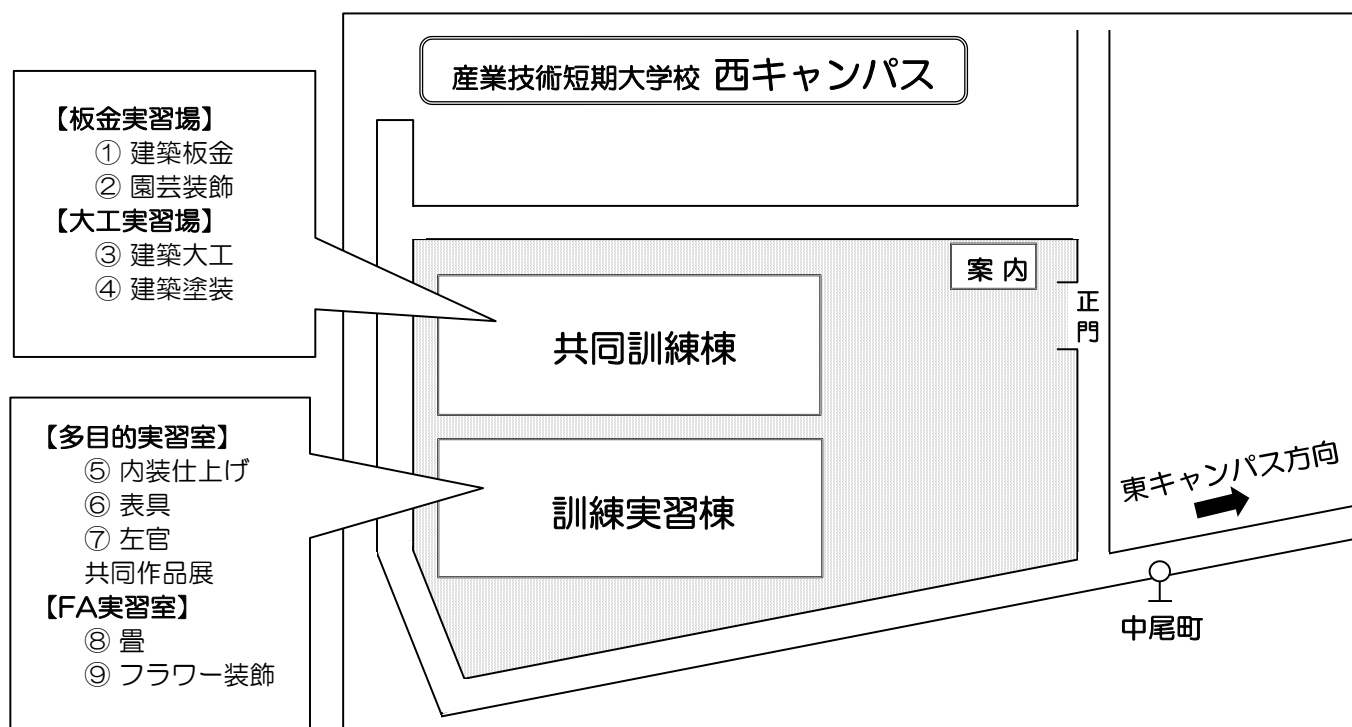 産業技術短期大学校 西キャンパス
【板金実習場】
① 建築板金
② 園芸装飾
【大工実習場】
③ 建築大工
④ 建築塗装
案内
正門
共同訓練棟
【多目的実習室】
⑤ 内装仕上げ
⑥ 表具
⑦ 左官
共同作品展
【FA実習室】
⑧ 畳
⑨ フラワー装飾
訓練実習棟
東キャンパス方向
中尾町